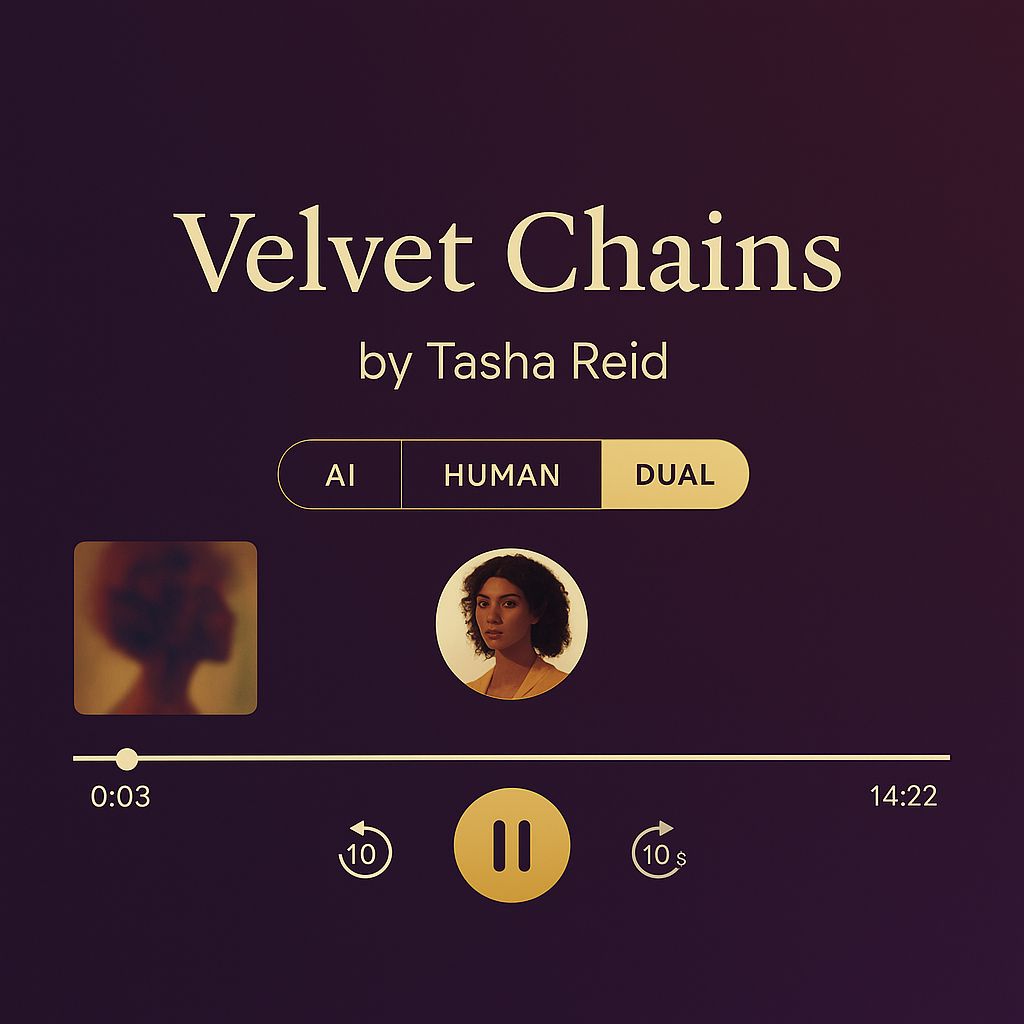 Velvet Chains
by Tasha Reid
AI HUMAN DUAL
0:03 14:22
10 10 $